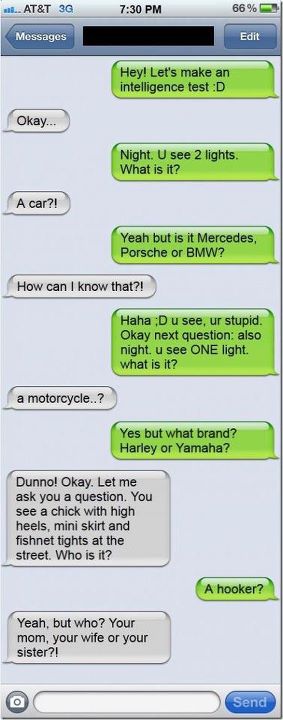 AT&T 3G 7:30 PM 66%
Messages Edit
Hey! Let's make an
intelligence test :D
Okay...
Night. U see 2 lights.
What is it?
A car?!
Yeah but is it Mercedes,
Porsche or BMW?
How can I know that?!
Haha ;D u see, ur stupid.
Okay next question: also
night. u see ONE light.
what is it?
a motorcycle..?
Yes but what brand?
Harley or Yamaha?
Dunno! Okay. Let me
ask you a question. You
see a chick with high
heels, mini skirt and
fishnet tights at the
street. Who is it?
A hooker?
Yeah, but who? Your
mom, your wife or your
sister?!
Send